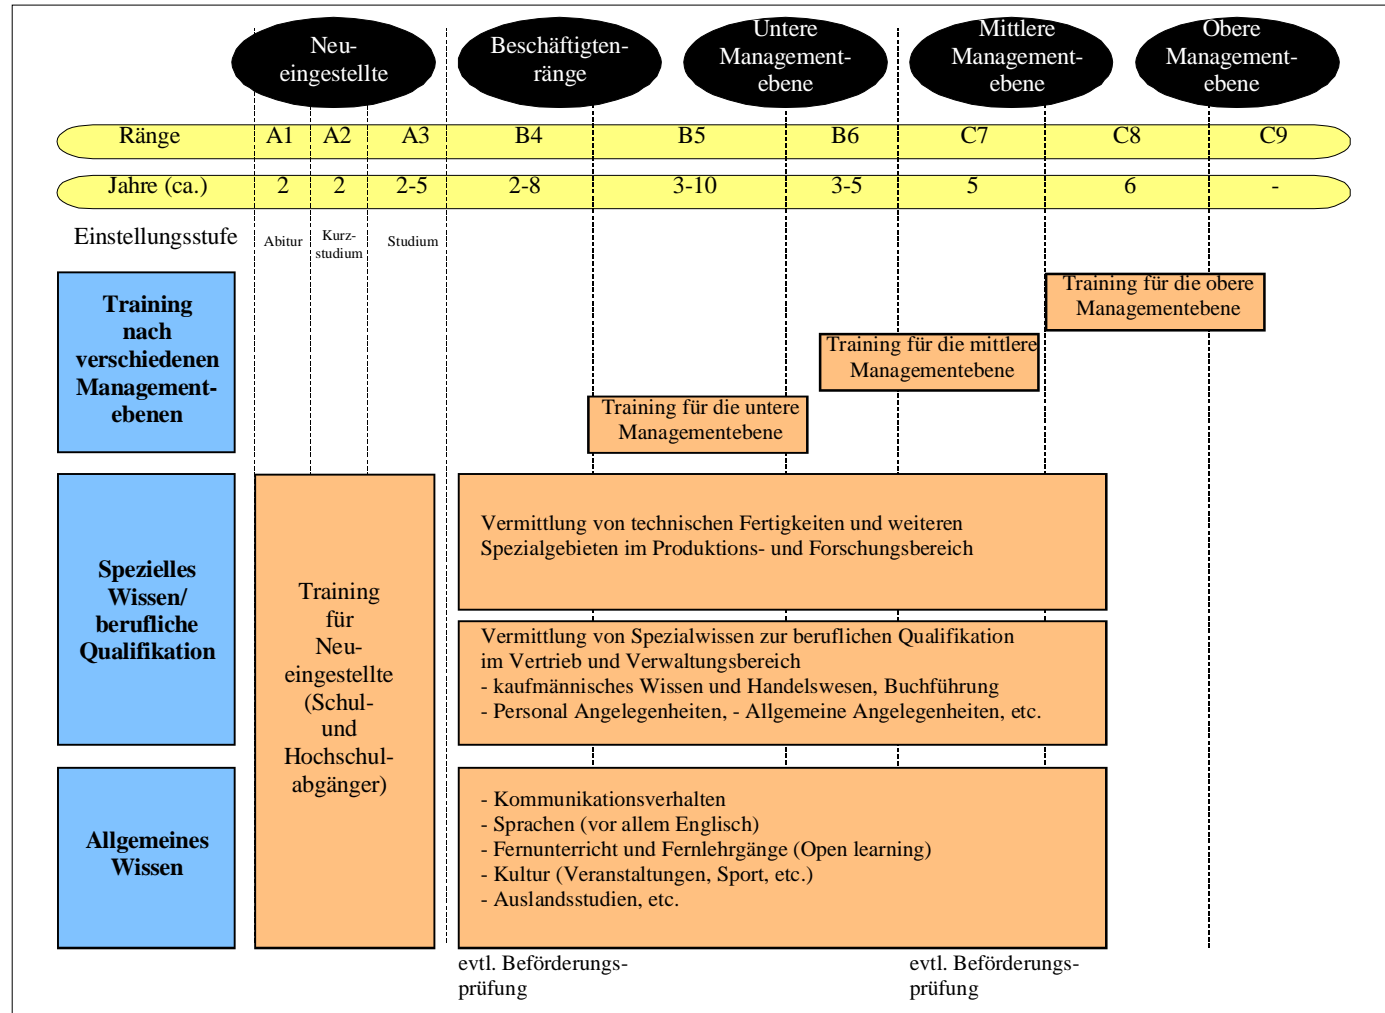 Neu-
eingestellte
Beschäftigten-
ränge
Untere
Management-
ebene
Mittlere
Management-
ebene
Obere
Management-
ebene
Ränge A1 A2 A3 B4 B5 B6 C7 C8 C9
Jahre (ca.) 2 2 2-5 2-8 3-10 3-5 5 6 -
Einstellungsstufe
Abitur
Kurz-
studium
Studium
Training
nach
verschiedenen
Management-
ebenen
Training für die obere
Managementebene
Training für die mittlere
Managementebene
Training für die untere
Managementebene
Spezielles
Wissen/
berufliche
Qualifikation
Training
für
Neu-
eingestellte
(Schul-
und
Hochschul-
abgänger)
Vermittlung von technischen Fertigkeiten und weiteren
Spezialgebieten im Produktions- und Forschungsbereich
Vermittlung von Spezialwissen zur beruflichen Qualifikation
im Vertrieb und Verwaltungsbereich
- kaufmännisches Wissen und Handelswesen, Buchführung
- Personal Angelegenheiten, - Allgemeine Angelegenheiten, etc.
Allgemeines
Wissen
- Kommunikationsverhalten
- Sprachen (vor allem Englisch)
- Fernunterricht und Fernlehrgänge (Open learning)
- Kultur (Veranstaltungen, Sport, etc.)
- Auslandsstudien, etc.
evtl. Beförderungs-
prüfung
evtl. Beförderungs-
prüfung